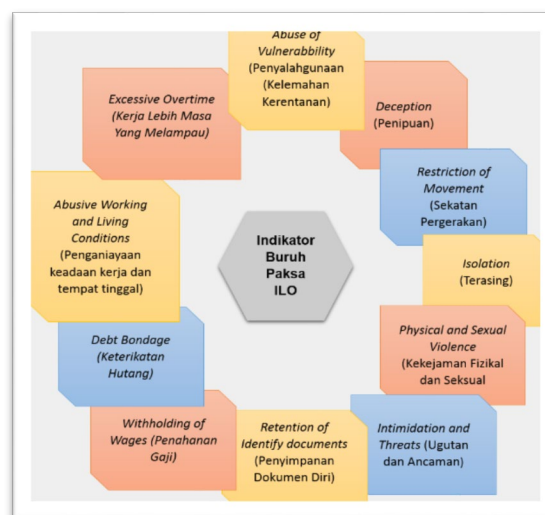 Abuse of
Vulnerabbility
(Penyalahgunaan
(Kelemahan
Kerentanan)
Deception
(Penipuan)
Restriction of
Movement
(Sekatan
Pergerakan)
Isolation
(Terasing)
Physical and Sexual
Violence
(Kekejaman Fizikal
dan Seksual
Intimidation and
Threats (Ugutan
dan Ancaman)
Retention of
Identify documents
(Penyimpanan
Dokumen Diri)
Withholding of
Wages (Penahanan
Gaji)
Debt Bondage
(Keterikatan
Hutang)
Abusive Working
and Living
Conditions
(Penganiayaan
keadaan kerja dan
tempat tinggal)
Excessive Overtime
(Kerja Lebih Masa
Yang Melampau)
Indikator
Buruh
Paksa
ILO